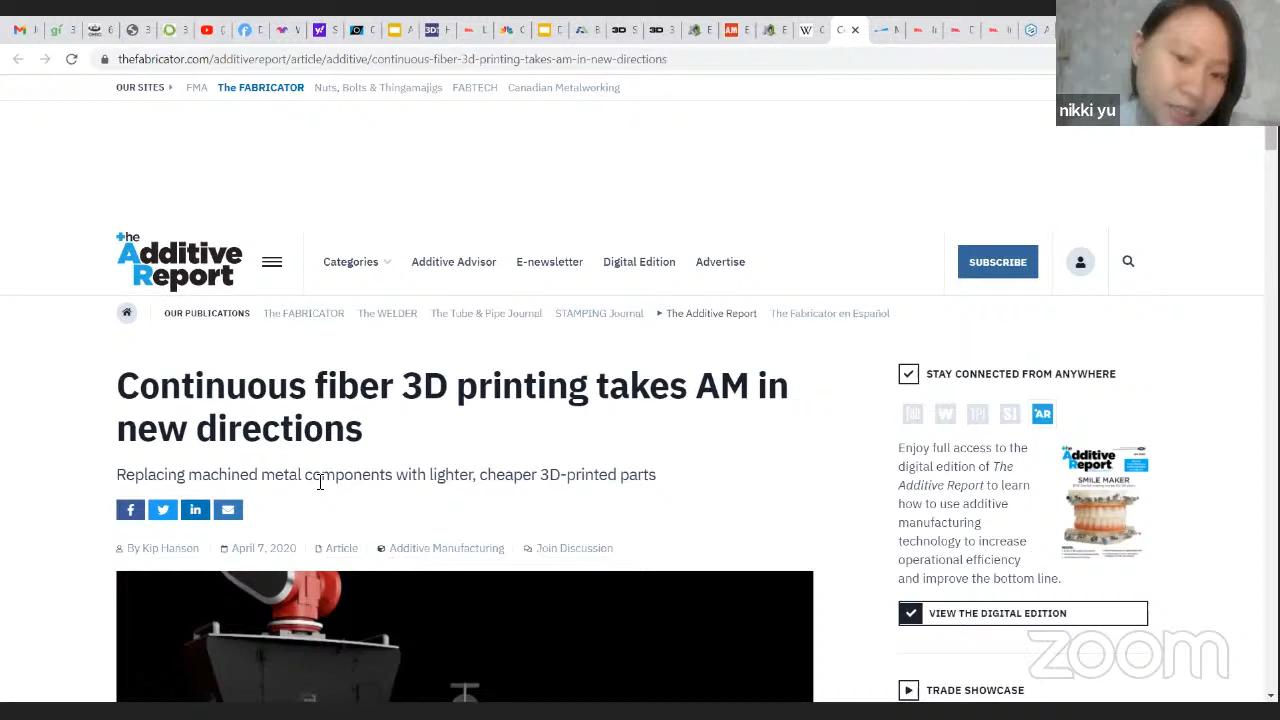 thefabricator.com/additivereport/article/additive/continuous-fiber-3d-printing-takes-am-in-new-directions
OUR SITES FMA The FABRICATOR Nuts, Bolts & Thingamajigs FABTECH Canadian Metalworking
nikki yu
the Additive Report
Categories Additive Advisor E-newsletter Digital Edition Advertise SUBSCRIBE
OUR PUBLICATIONS The FABRICATOR The WELDER The Tube & Pipe Journal STAMPING Journal The Additive Report The Fabricator en Español
Continuous fiber 3D printing takes AM in
new directions
Replacing machined metal components with lighter, cheaper 3D-printed parts
By Kip Hanson April 7, 2020 Article Additive Manufacturing Join Discussion
STAY CONNECTED FROM ANYWHERE
fab W TPJ SJ AR
Enjoy full access to the
digital edition of The
Additive Report to learn
how to use additive
manufacturing
technology to increase
operational efficiency
and improve the bottom line.
the Additive Report
SMILE MAKER
VIEW THE DIGITAL EDITION
TRADE SHOWCASE
zoom